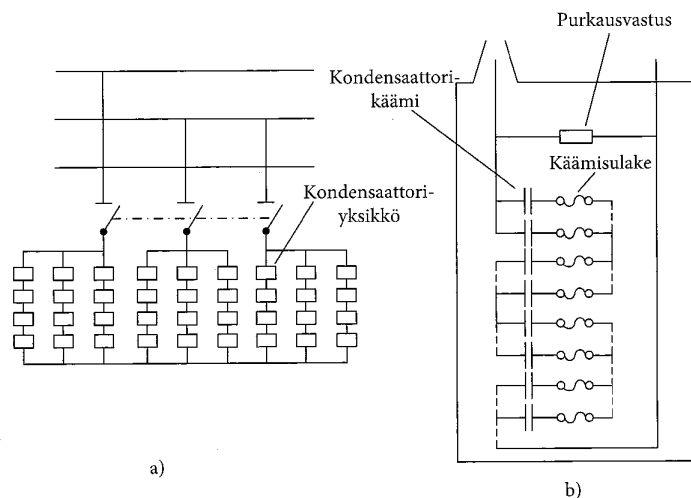 Kondensaattori-
yksikkö
a)
Purkausvastus
Kondensaattori-
käämi
Käämisulake
b)